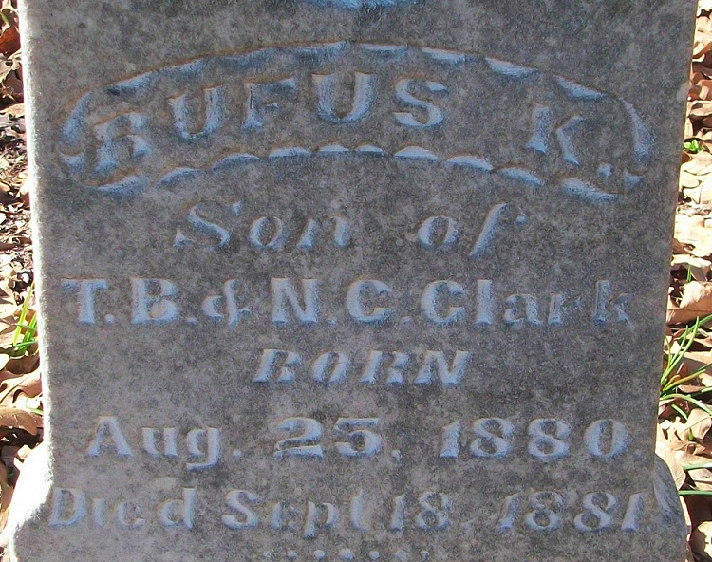 RUFUS K.
Son of
T.B. & N.C. Clark
BORN
Aug. 25, 1880.
Died Sept 18, 1881